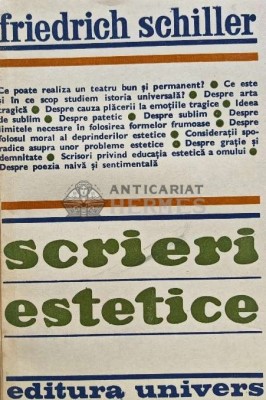 friedrich schiller
Ce poate realiza un teatru bun și permanent? ● Ce este
și în ce scop studiem istoria universală? ● Despre arta
tragică ● Despre cauza plăcerii la emoțiile tragice ● Ideea
de sublim ● Despre patetic ● Despre sublim ● Despre
limitele necesare în folosirea formelor frumoase ● Despre
folosul moral al deprinderilor estetice ● Considerații spo-
radice asupra unor probleme estetice ● Despre grație și
demnitate ● Scrisori privind educația estetică a omului ●
Despre poezia naivă și sentimentală
ANTICARIAT
HERMES
scrieri
estetice
editura univers